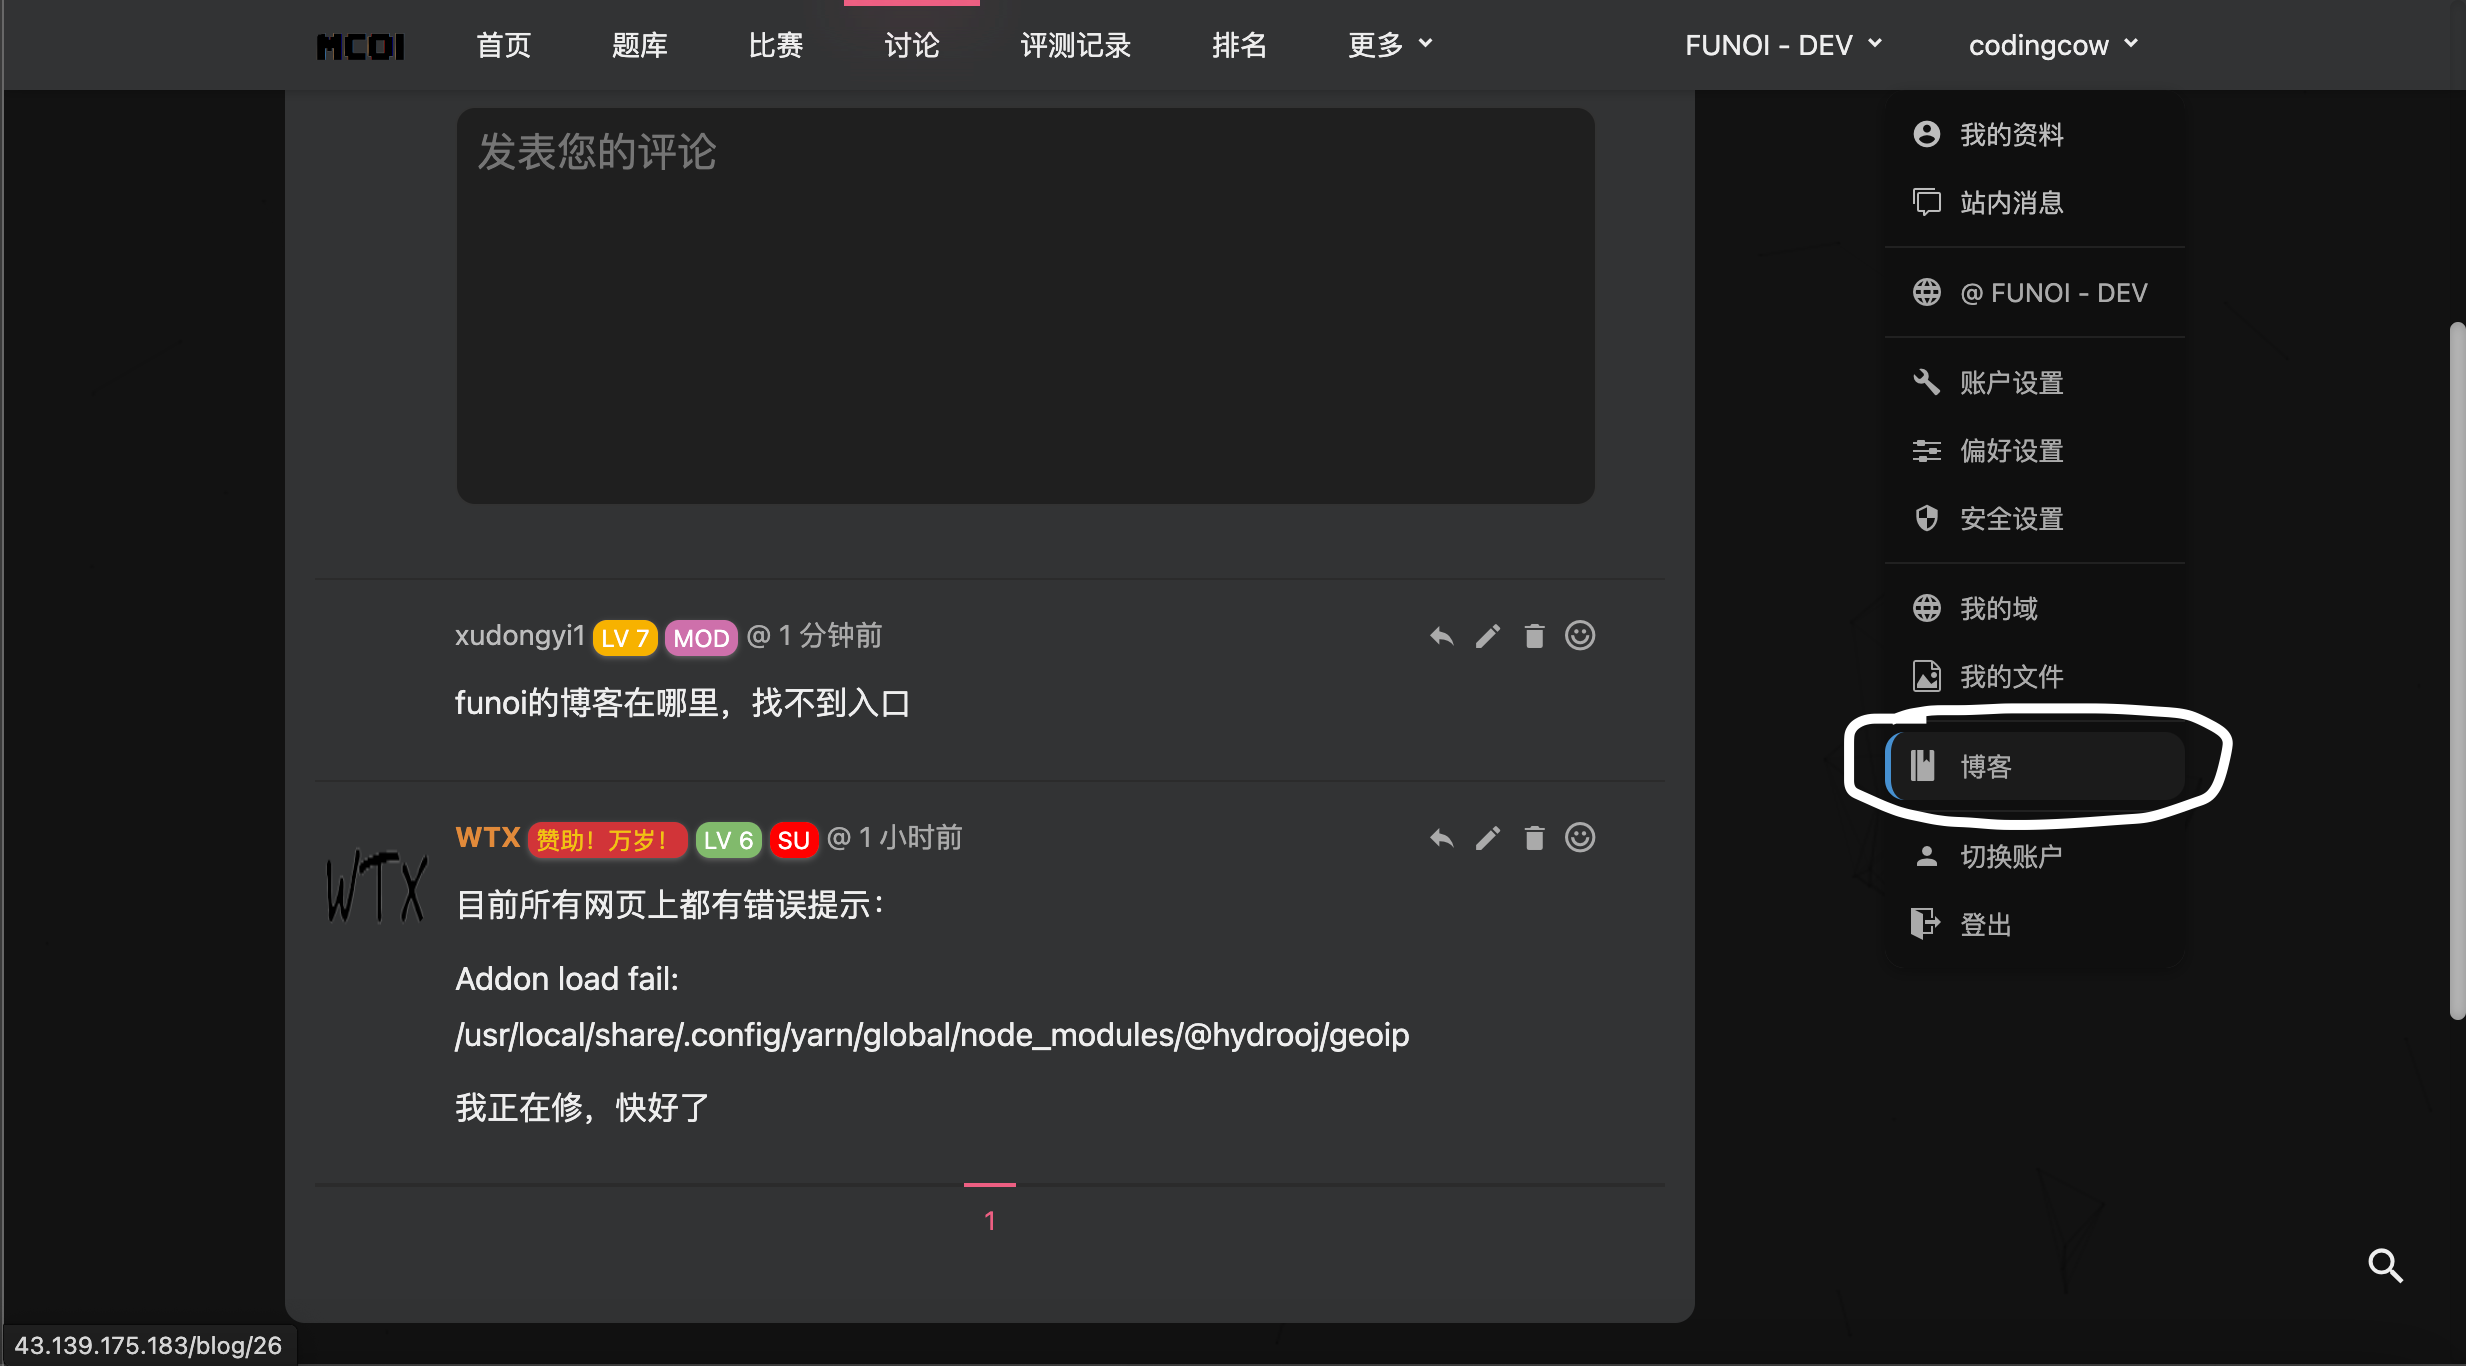 MCOI 首页 题库 比赛 讨论 评测记录 排名 更多 FUNOI - DEV codingcow
发表您的评论
xudongyi1 LV 7 MOD @ 1 分钟前
funoi的博客在哪里，找不到入口
WTX 赞助！万岁！ LV 6 SU @ 1 小时前
WTX
目前所有网页上都有错误提示：
Addon load fail:
/usr/local/share/.config/yarn/global/node_modules/@hydrooj/geoip
我正在修，快好了
1
我的资料
站内消息
@ FUNOI - DEV
账户设置
偏好设置
安全设置
我的域
我的文件
博客
切换账户
登出
43.139.175.183/blog/26